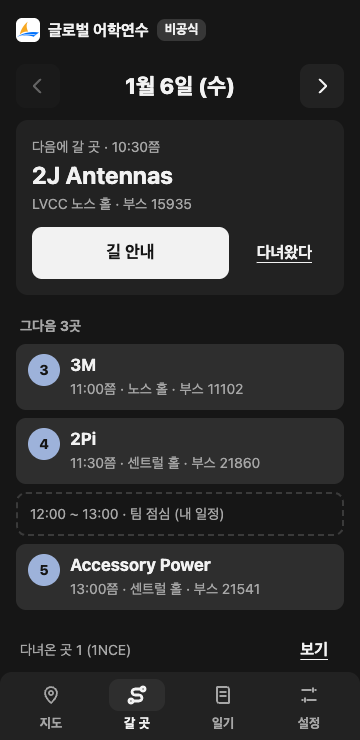 글로벌 어학연수 비공식
1월 6일 (수)
다음에 갈 곳 · 10:30쯤
2J Antennas
LVCC 노스 홀 · 부스 15935
길 안내 다녀왔다
그다음 3곳
3 3M
11:00쯤 · 노스 홀 · 부스 11102
4 2Pi
11:30쯤 · 센트럴 홀 · 부스 21860
12:00 ~ 13:00 · 팀 점심 (내 일정)
5 Accessory Power
13:00쯤 · 센트럴 홀 · 부스 21541
다녀온 곳 1 (1NCE) 보기
지도 갈 곳 일기 설정